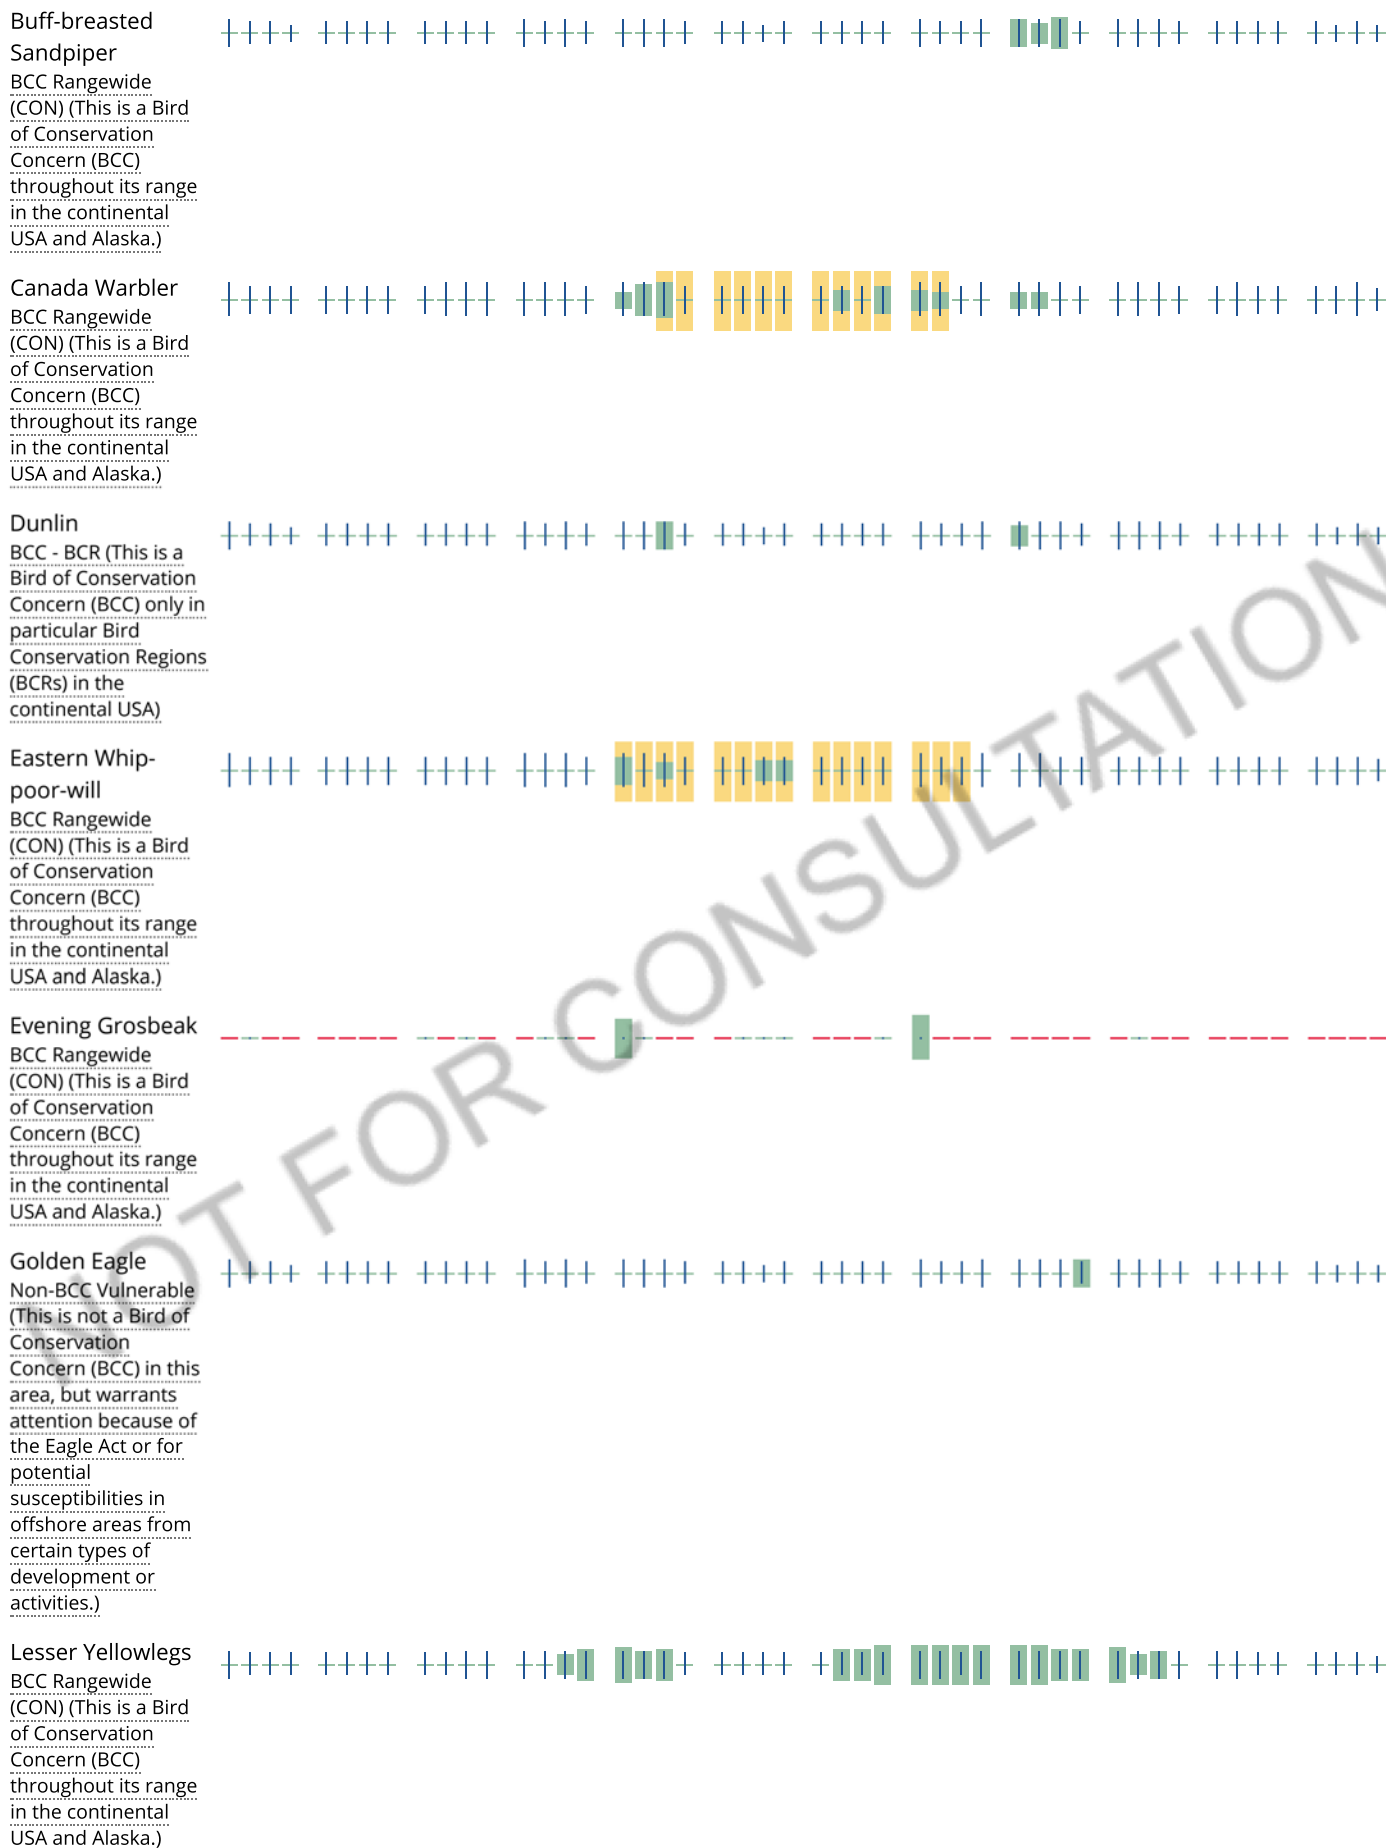 Buff-breasted
Sandpiper
BCC Rangewide
(CON) (This is a Bird
of Conservation
Concern (BCC)
throughout its range
in the continental
USA and Alaska.)
Canada Warbler
BCC Rangewide
(CON) (This is a Bird
of Conservation
Concern (BCC)
throughout its range
in the continental
USA and Alaska.)
Dunlin
BCC - BCR (This is a
Bird of Conservation
Concern (BCC) only in
particular Bird
Conservation Regions
(BCRs) in the
continental USA)
Eastern Whip-
poor-will
BCC Rangewide
(CON) (This is a Bird
of Conservation
Concern (BCC)
throughout its range
in the continental
USA and Alaska.)
Evening Grosbeak
BCC Rangewide
(CON) (This is a Bird
of Conservation
Concern (BCC)
throughout its range
in the continental
USA and Alaska.)
Golden Eagle
Non-BCC Vulnerable
(This is not a Bird of
Conservation
Concern (BCC) in this
area, but warrants
attention because of
the Eagle Act or for
potential
susceptibilities in
offshore areas from
certain types of
development or
activities.)
Lesser Yellowlegs
BCC Rangewide
(CON) (This is a Bird
of Conservation
Concern (BCC)
throughout its range
in the continental
USA and Alaska.)
NOT FOR CONSULTATION